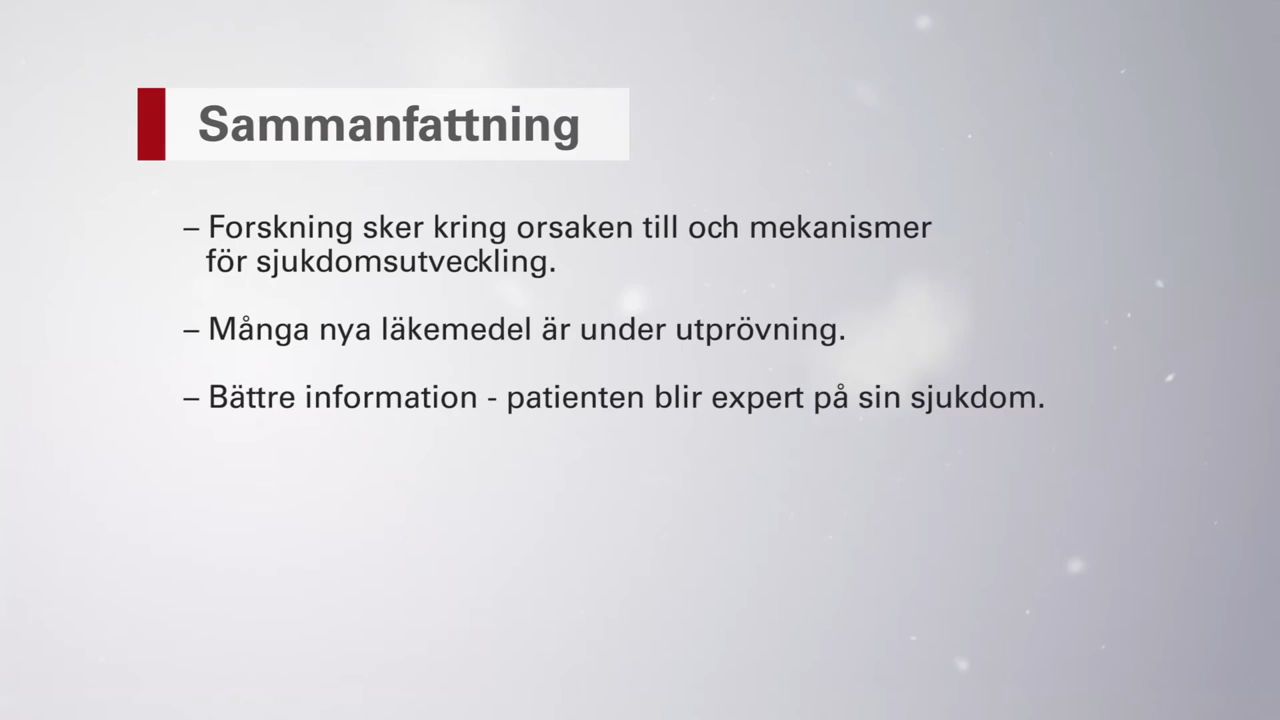 Sammanfattning
– Forskning sker kring orsaken till och mekanismer
för sjukdomsutveckling.
– Många nya läkemedel är under utprövning.
– Bättre information - patienten blir expert på sin sjukdom.